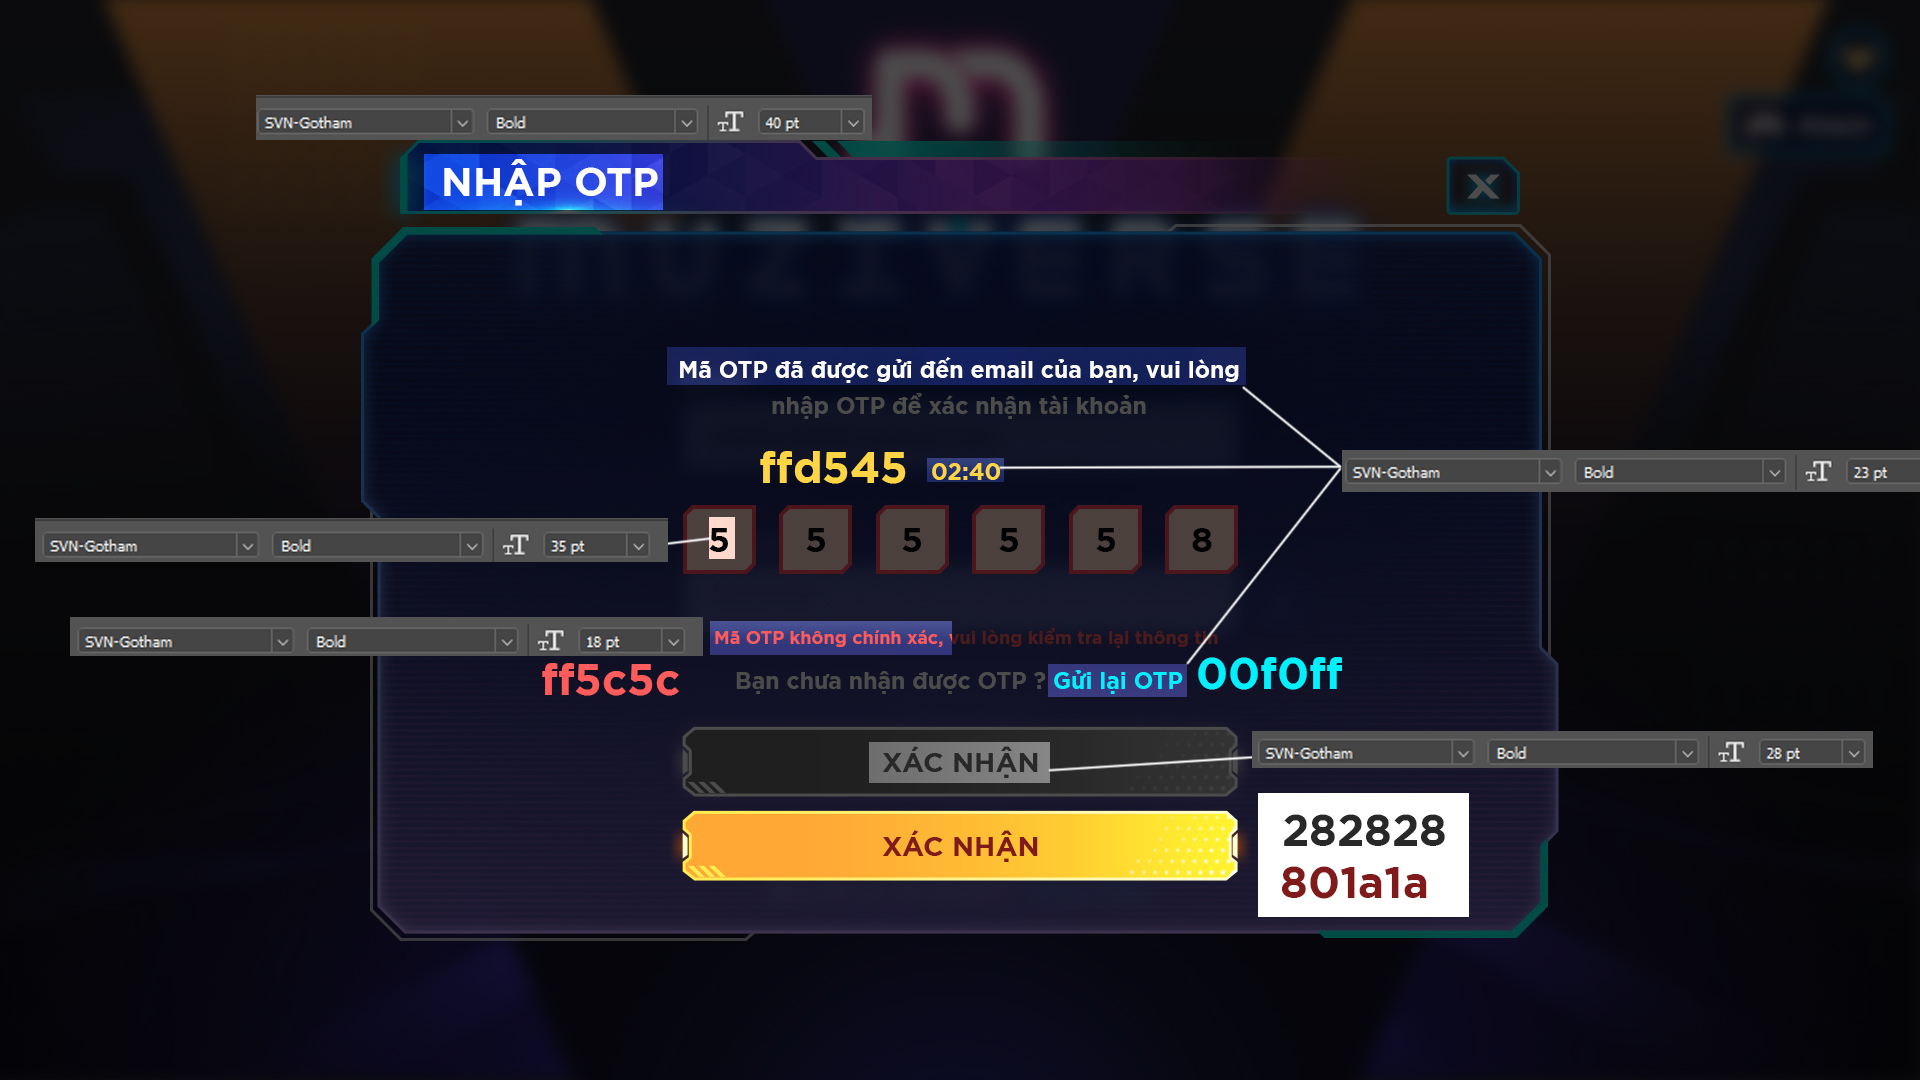 SVN-Gotham Bold 40 pt
NHẬP OTP
X
MUZIVERSE
Mã OTP đã được gửi đến email của bạn, vui lòng
nhập OTP để xác nhận tài khoản
ffd545 02:40
SVN-Gotham Bold 23 pt
SVN-Gotham Bold 35 pt
5 5 5 5 5 8
SVN-Gotham Bold 18 pt
Mã OTP không chính xác, vui lòng kiểm tra lại thông tin
ff5c5c
Bạn chưa nhận được OTP ? Gửi lại OTP 00f0ff
XÁC NHẬN
SVN-Gotham Bold 28 pt
XÁC NHẬN
282828
801a1a